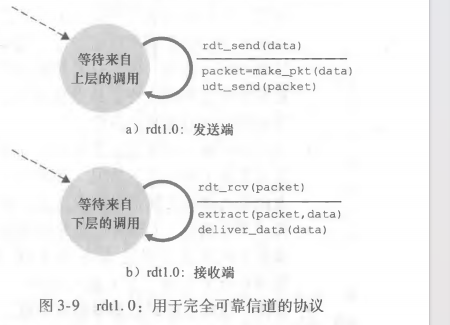 等待来自
上层的调用
rdt_send(data)
packet=make_pkt(data)
udt_send(packet)
a）rdt1.0：发送端
等待来自
下层的调用
rdt_rcv(packet)
extract(packet,data)
deliver_data(data)
b）rdt1.0：接收端
图 3-9 rdt1.0：用于完全可靠信道的协议